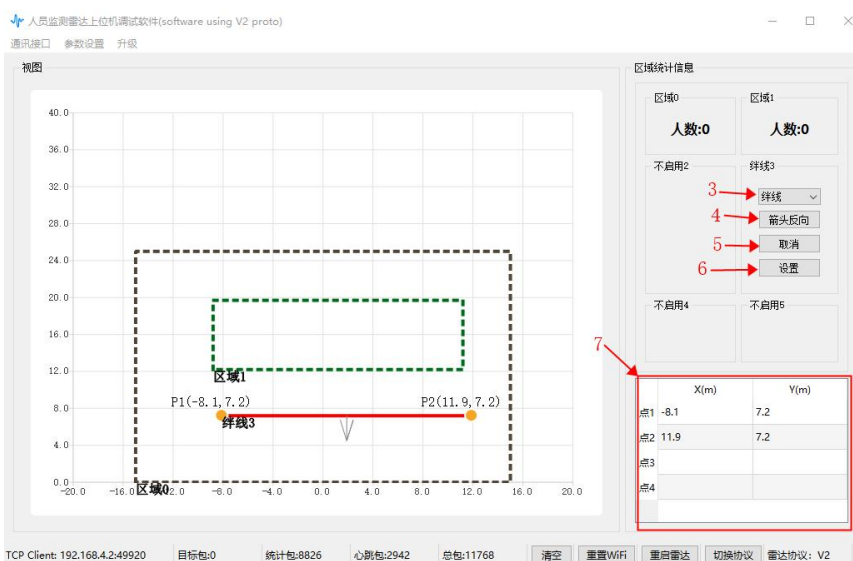 人员监测雷达上位机调试软件(software using V2 proto)
通讯接口 参数设置 升级
视图
40.0
36.0
32.0
28.0
24.0
20.0
16.0
12.0
8.0
4.0
0.0
区域1
P1(-8.1,7.2)
P2(11.9,7.2)
绊线3
区域0
-20.0 -16.0 -12.0 -8.0 -4.0 0.0 4.0 8.0 12.0 16.0 20.0
区域统计信息
区域0 区域1
人数:0 人数:0
不启用2 绊线3
3 绊线
4 箭头反向
5 取消
6 设置
不启用4 不启用5
7
X(m) Y(m)
点1 -8.1 7.2
点2 11.9 7.2
点3
点4
TCP Client: 192.168.4.2:49920 目标包:0 统计包:8826 心跳包:2942 总包:11768 清空 重置WiFi 重启雷达 切换协议 雷达协议: V2